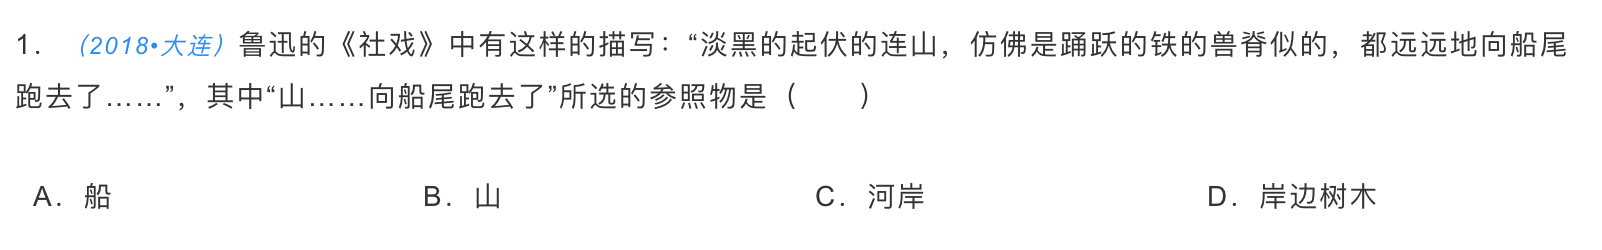 1. （2018•大连）鲁迅的《社戏》中有这样的描写：“淡黑的起伏的连山，仿佛是踊跃的铁的兽脊似的，都远远地向船尾
跑去了……”，其中“山……向船尾跑去了”所选的参照物是（　　）
A. 船　　B. 山　　C. 河岸　　D. 岸边树木